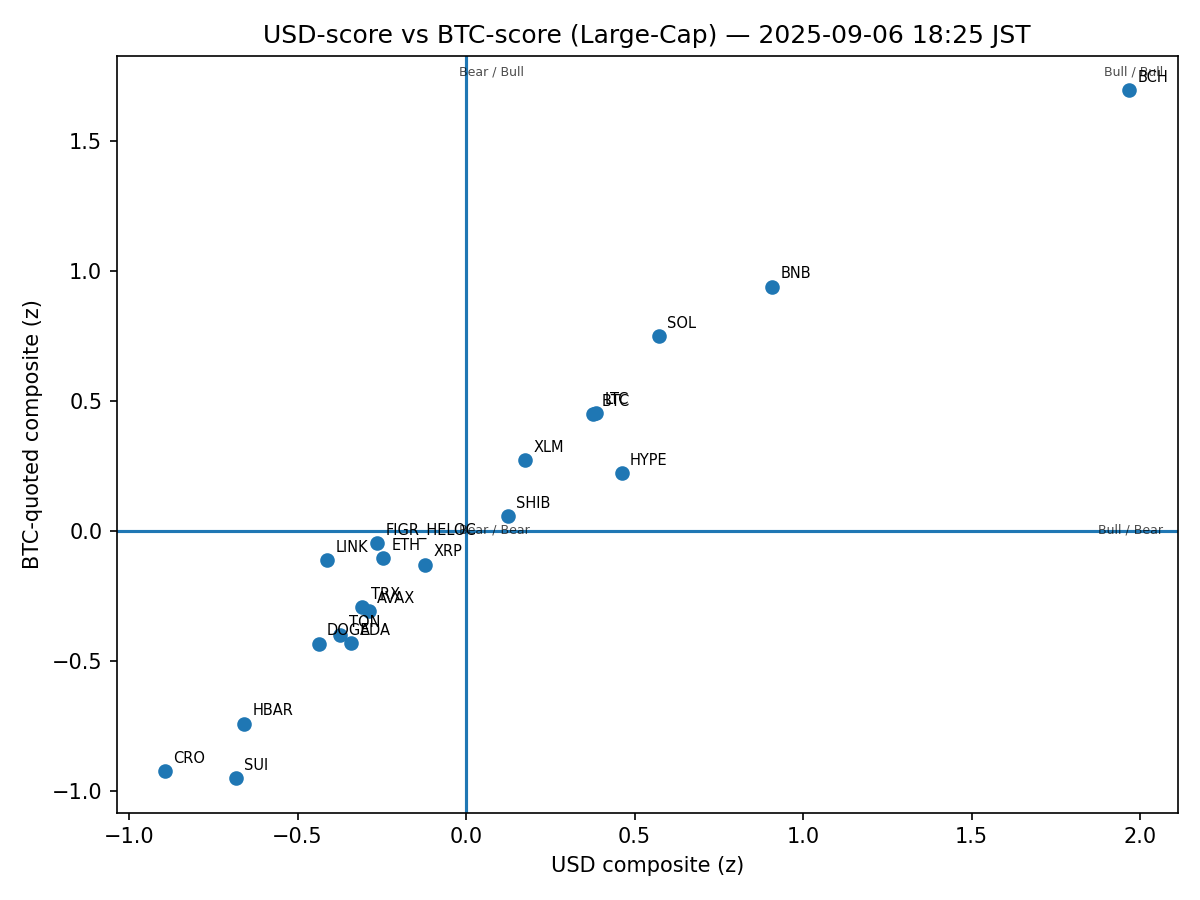 USD-score vs BTC-score (Large-Cap) — 2025-09-06 18:25 JST
Bear / Bull
Bull / Bull
BCH
1.5
BNB
1.0
SOL
0.5
LTC
BTC
XLM
HYPE
SHIB
0.0
FIGR_HELOC
Bear / Bear
Bull / Bear
ETH
LINK
XRP
TRX
AVAX
TON
DOGE
ADA
−0.5
HBAR
CRO
SUI
−1.0
−1.0
−0.5
0.0
0.5
1.0
1.5
2.0
USD composite (z)
BTC-quoted composite (z)